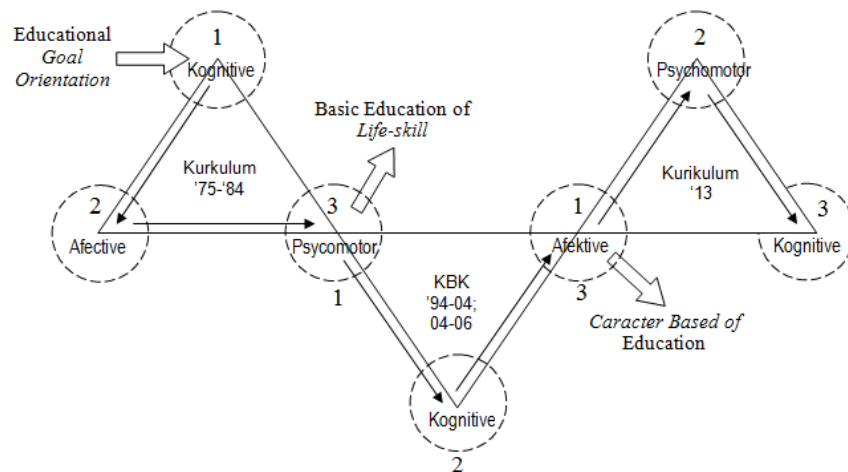 Educational
Goal
Orientation
1
Kognitive
Kurkulum
'75-'84
2
Afective
3
Psycomotor
1
Basic Education of
Life-skill
KBK
'94-04;
04-06
Kognitive
2
1
Afektive
3
Caracter Based of
Education
2
Psychomotor
Kurikulum
'13
3
Kognitive